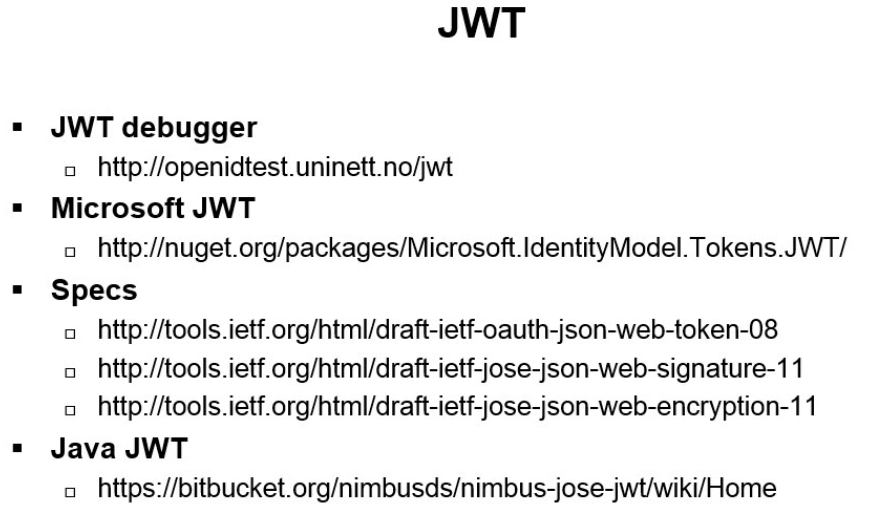 JWT
JWT debugger
http://openidtest.uninett.no/jwt
Microsoft JWT
http://nuget.org/packages/Microsoft.IdentityModel.Tokens.JWT/
Specs
http://tools.ietf.org/html/draft-ietf-oauth-json-web-token-08
http://tools.ietf.org/html/draft-ietf-jose-json-web-signature-11
http://tools.ietf.org/html/draft-ietf-jose-json-web-encryption-11
Java JWT
https://bitbucket.org/nimbusds/nimbus-jose-jwt/wiki/Home